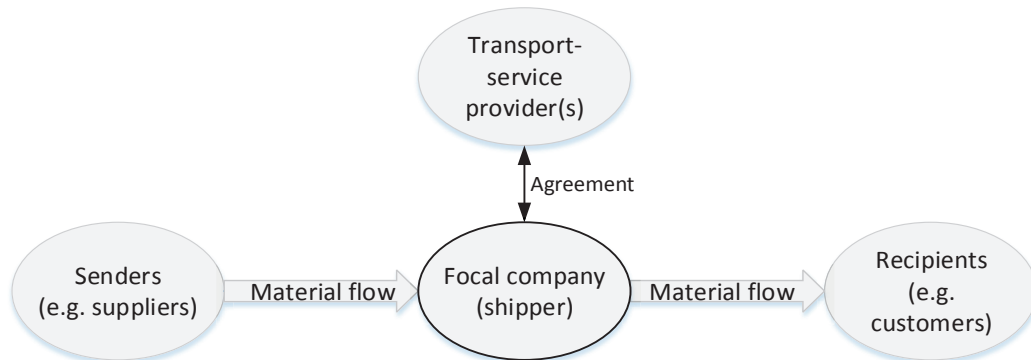 Transport-
service
provider(s)
Agreement
Senders
(e.g. suppliers)
Material flow
Focal company
(shipper)
Material flow
Recipients
(e.g.
customers)